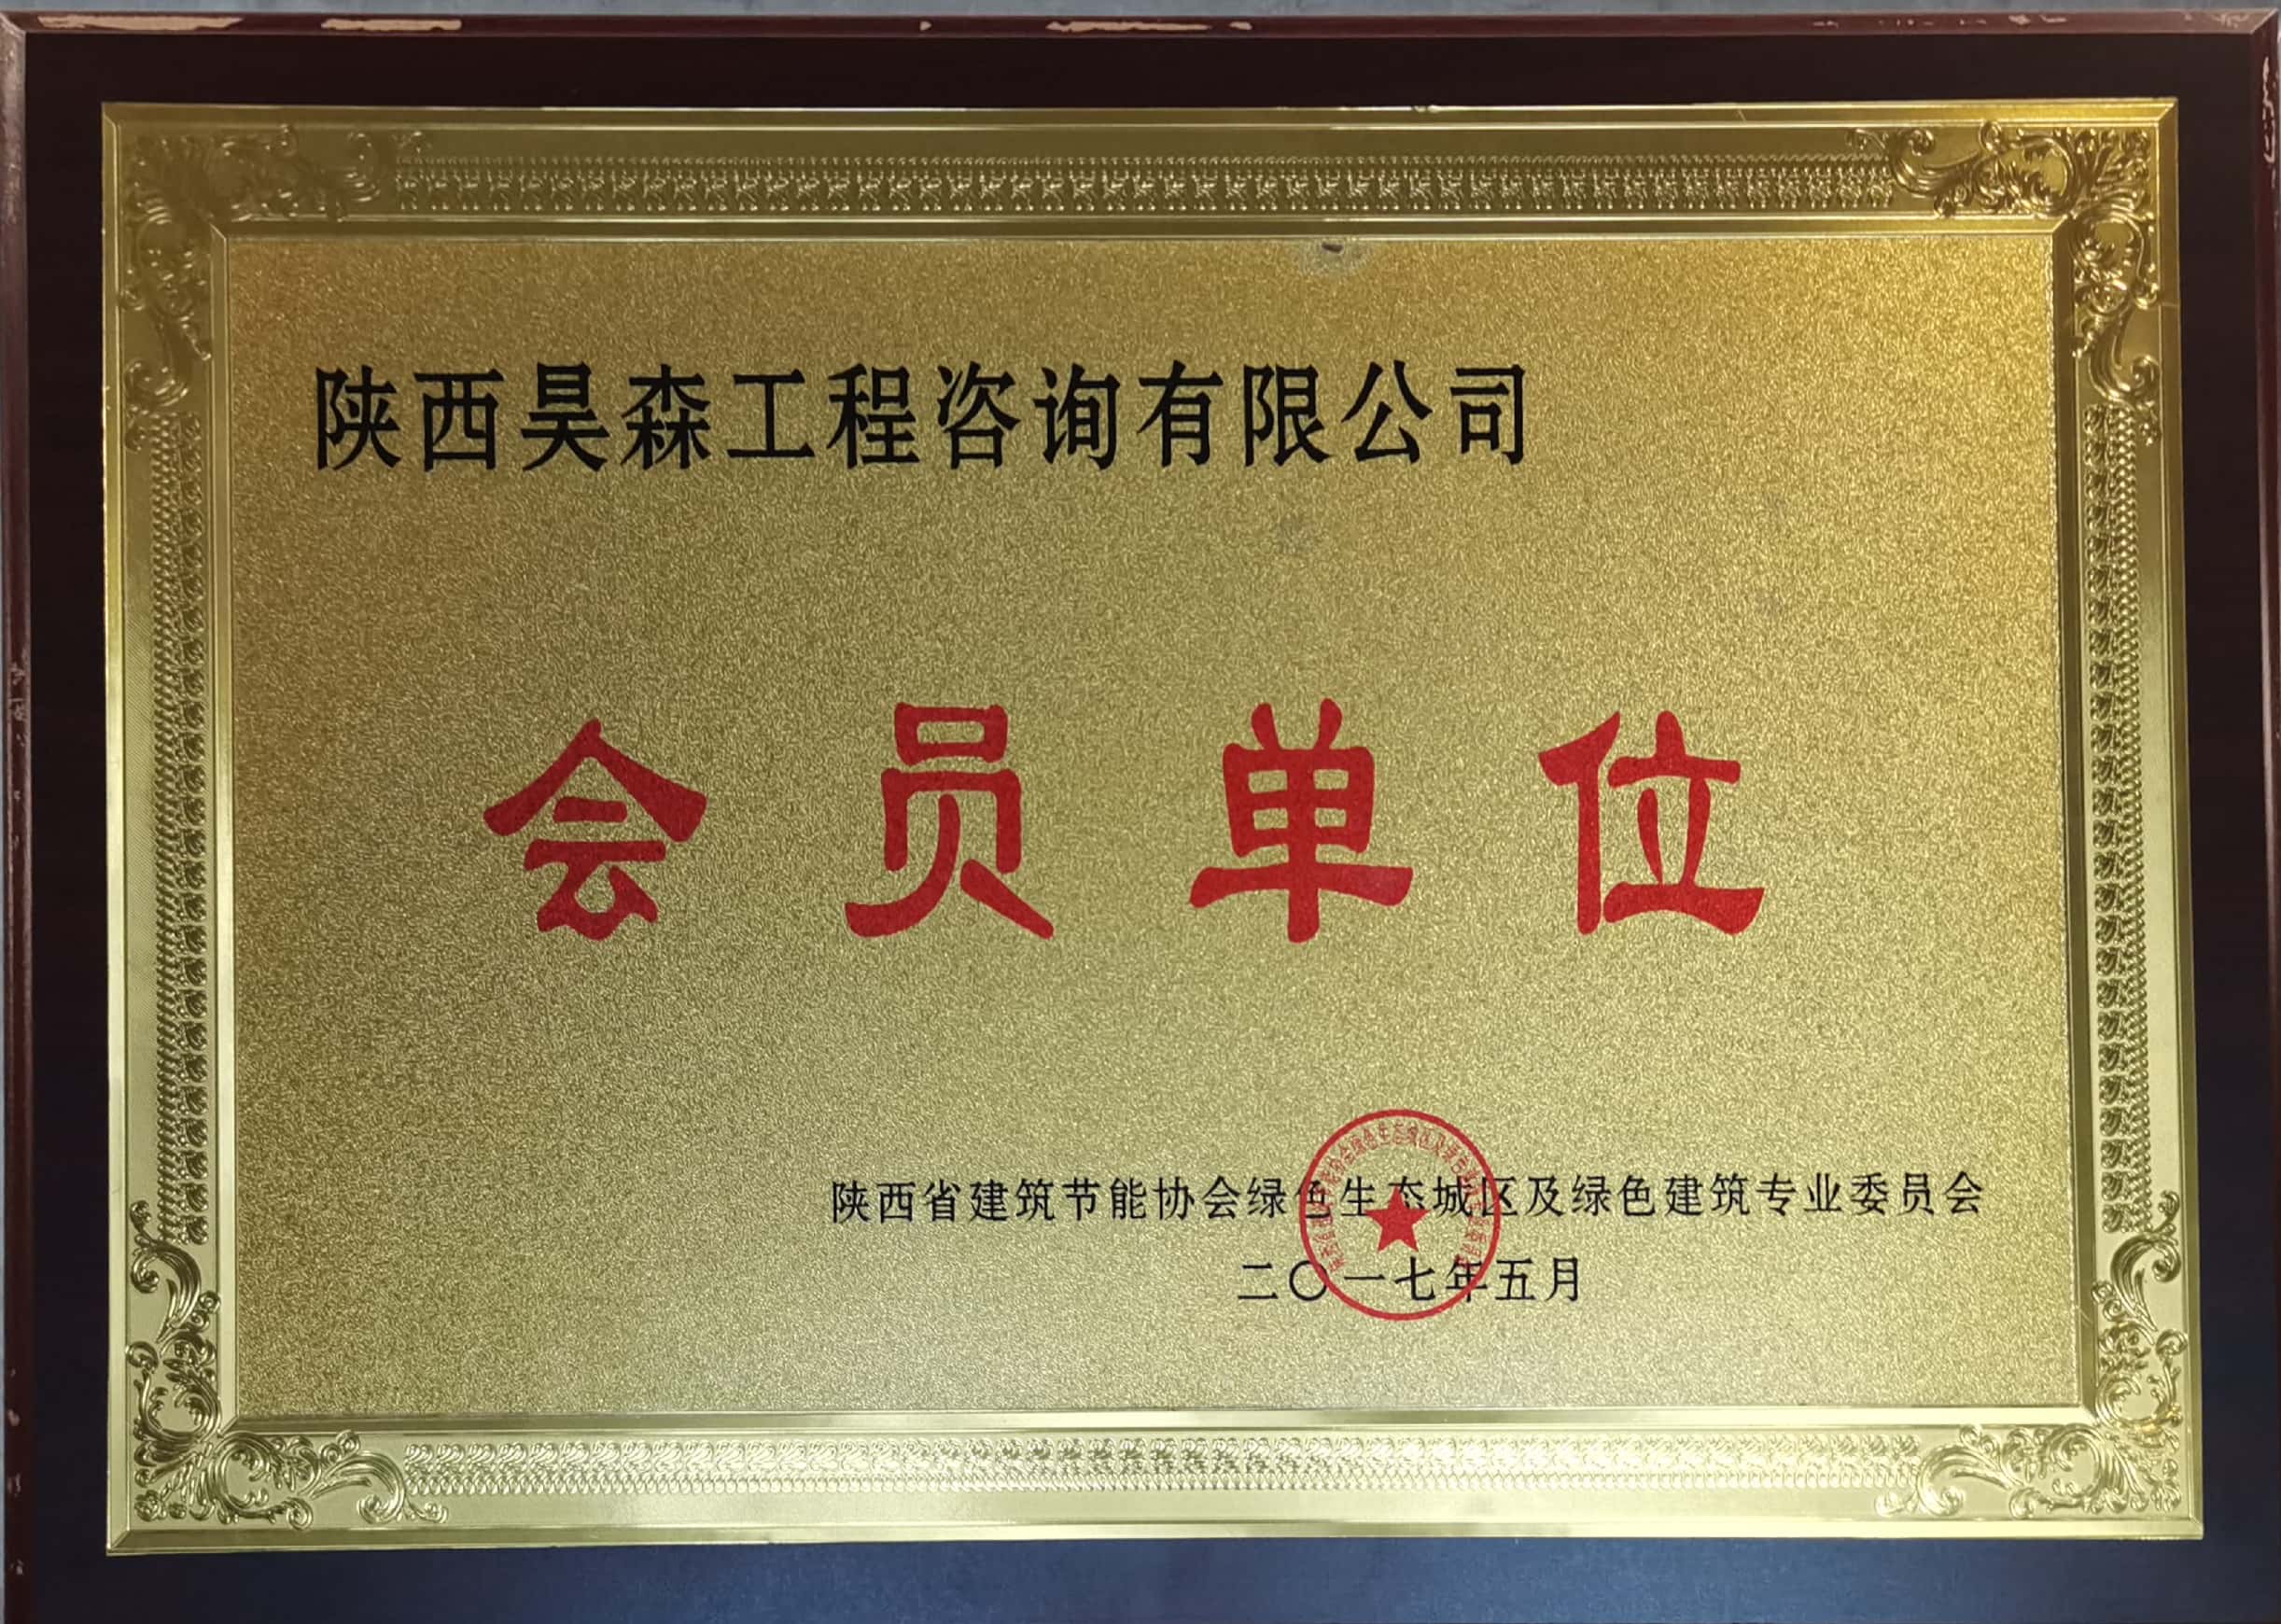 陕西昊森工程咨询有限公司
会员单位
陕西省建筑节能协会绿色生态城区及绿色建筑专业委员会
二〇一七年五月